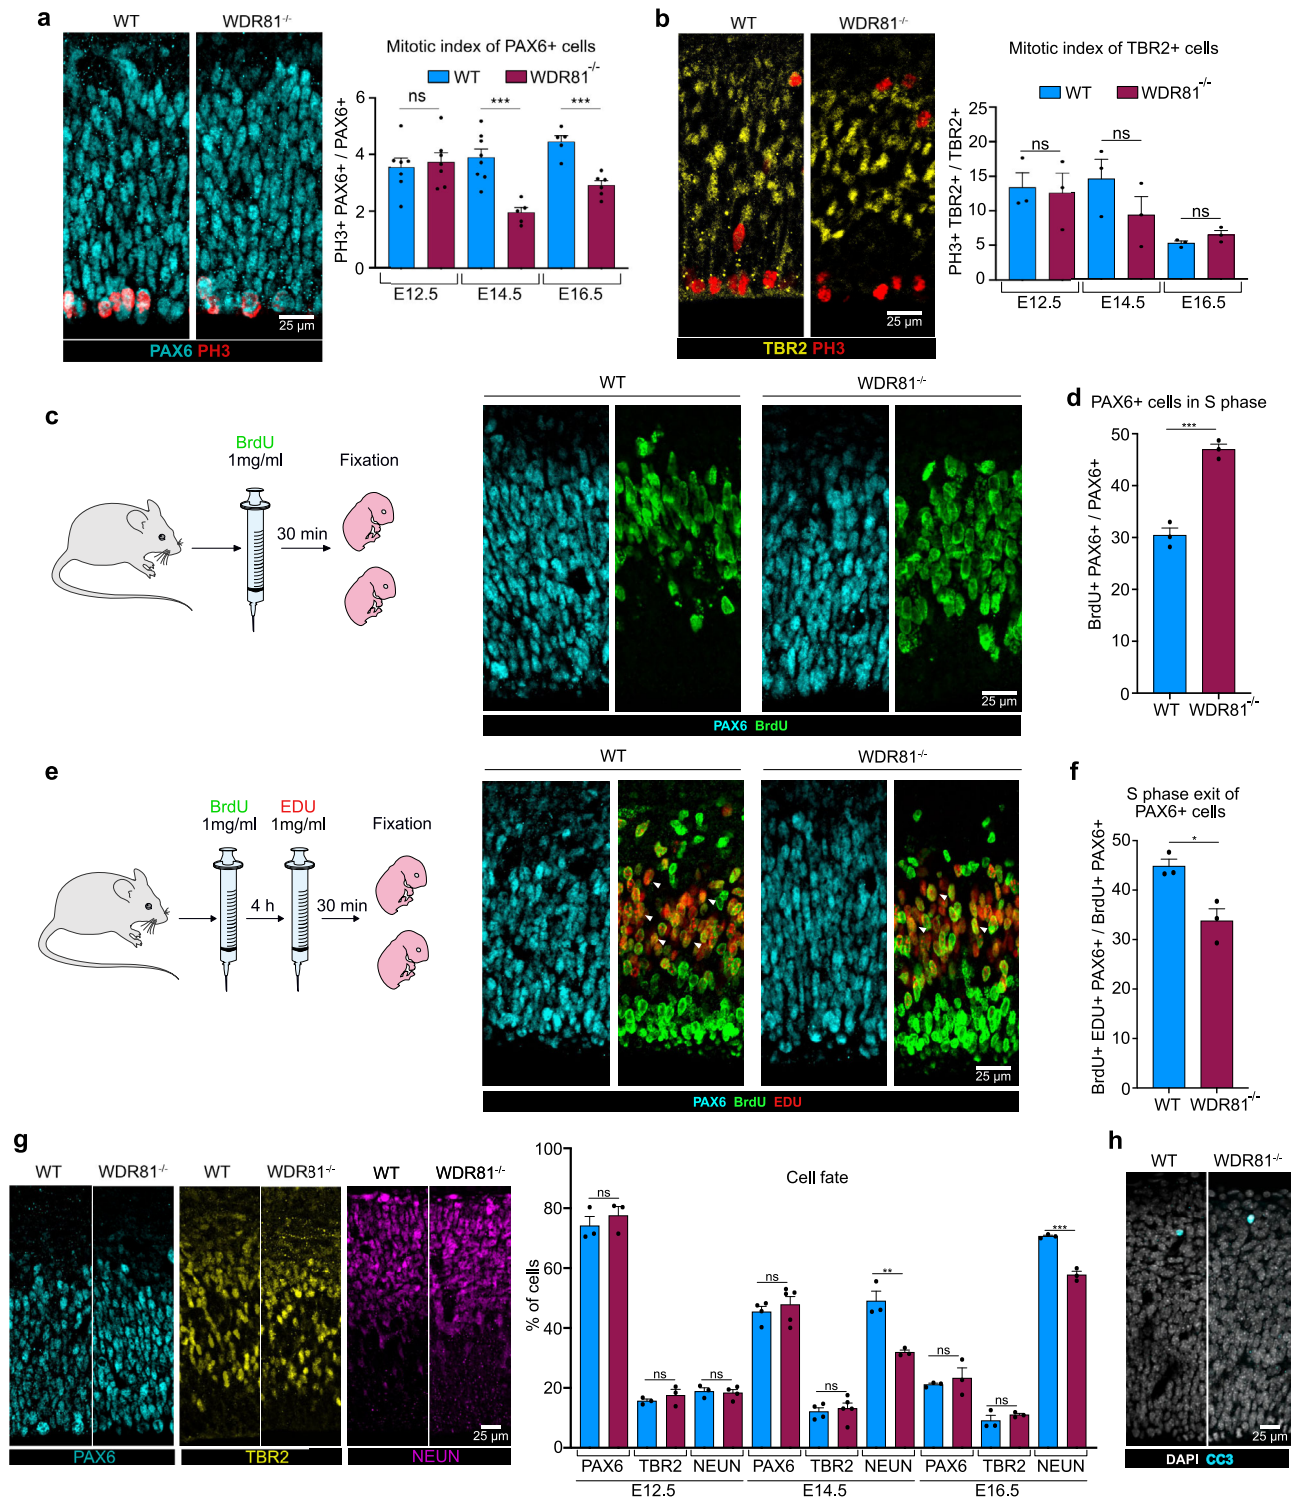 a
WT
WDR81-/-
25 µm
PAX6 PH3
Mitotic index of PAX6+ cells
WT
WDR81-/-
PH3+ PAX6+ / PAX6+
6
4
2
0
ns
***
***
E12.5
E14.5
E16.5
b
WT
WDR81-/-
25 µm
TBR2 PH3
Mitotic index of TBR2+ cells
WT
WDR81-/-
PH3+ TBR2+ / TBR2+
25
20
15
10
5
0
ns
ns
ns
E12.5
E14.5
E16.5
c
BrdU
1mg/ml
30 min
Fixation
WT
WDR81-/-
25 µm
PAX6 BrdU
d
PAX6+ cells in S phase
BrdU+ PAX6+ / PAX6+
50
40
30
20
10
0
***
WT
WDR81-/-
e
BrdU
1mg/ml
EDU
1mg/ml
4 h
30 min
Fixation
WT
WDR81-/-
25 µm
PAX6 BrdU EDU
f
S phase exit of
PAX6+ cells
BrdU+ EDU+ PAX6+ / BrdU+ PAX6+
50
40
30
20
10
0
*
WT
WDR81-/-
g
WT
WDR81-/-
WT
WDR81-/-
WT
WDR81-/-
25 µm
PAX6
TBR2
NEUN
Cell fate
% of cells
80
60
40
20
0
ns
ns
ns
ns
ns
**
ns
ns
***
PAX6
TBR2
NEUN
PAX6
TBR2
NEUN
PAX6
TBR2
NEUN
E12.5
E14.5
E16.5
h
WT
WDR81-/-
25 µm
DAPI CC3